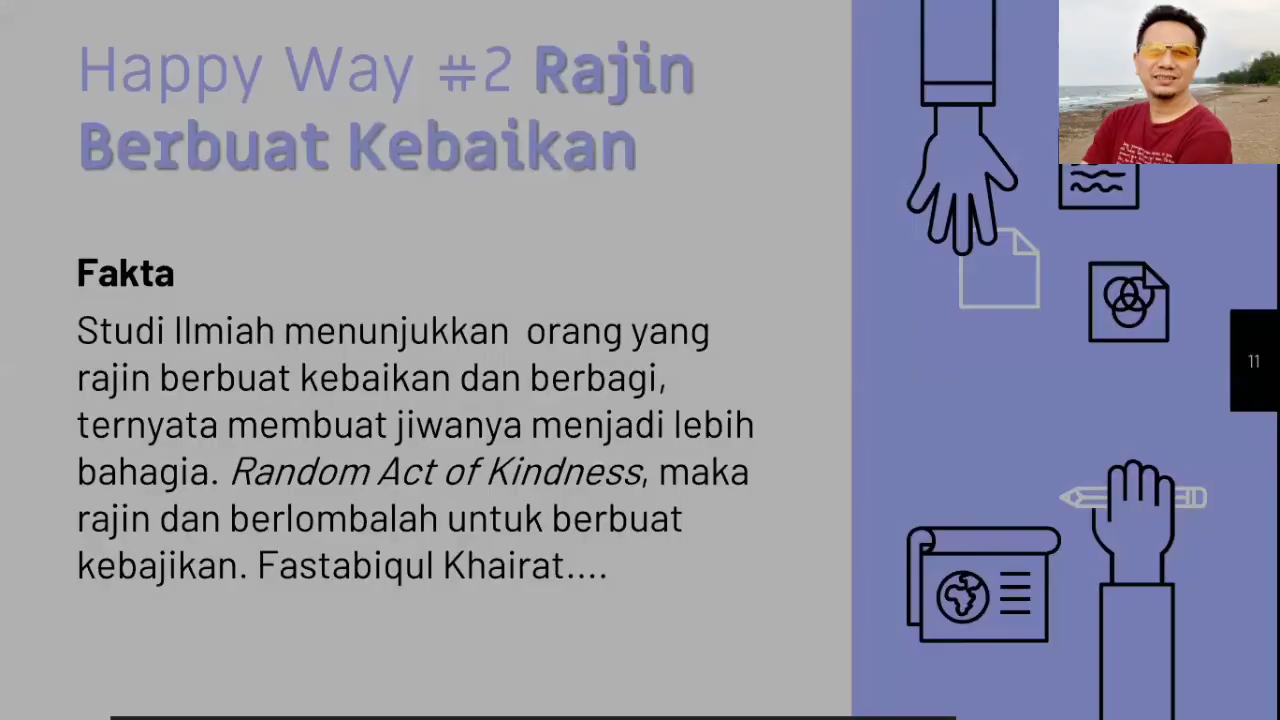 Happy Way #2 Rajin
Berbuat Kebaikan
Fakta
Studi Ilmiah menunjukkan orang yang
rajin berbuat kebaikan dan berbagi,
ternyata membuat jiwanya menjadi lebih
bahagia. Random Act of Kindness, maka
rajin dan berlombalah untuk berbuat
kebajikan. Fastabiqul Khairat....
11